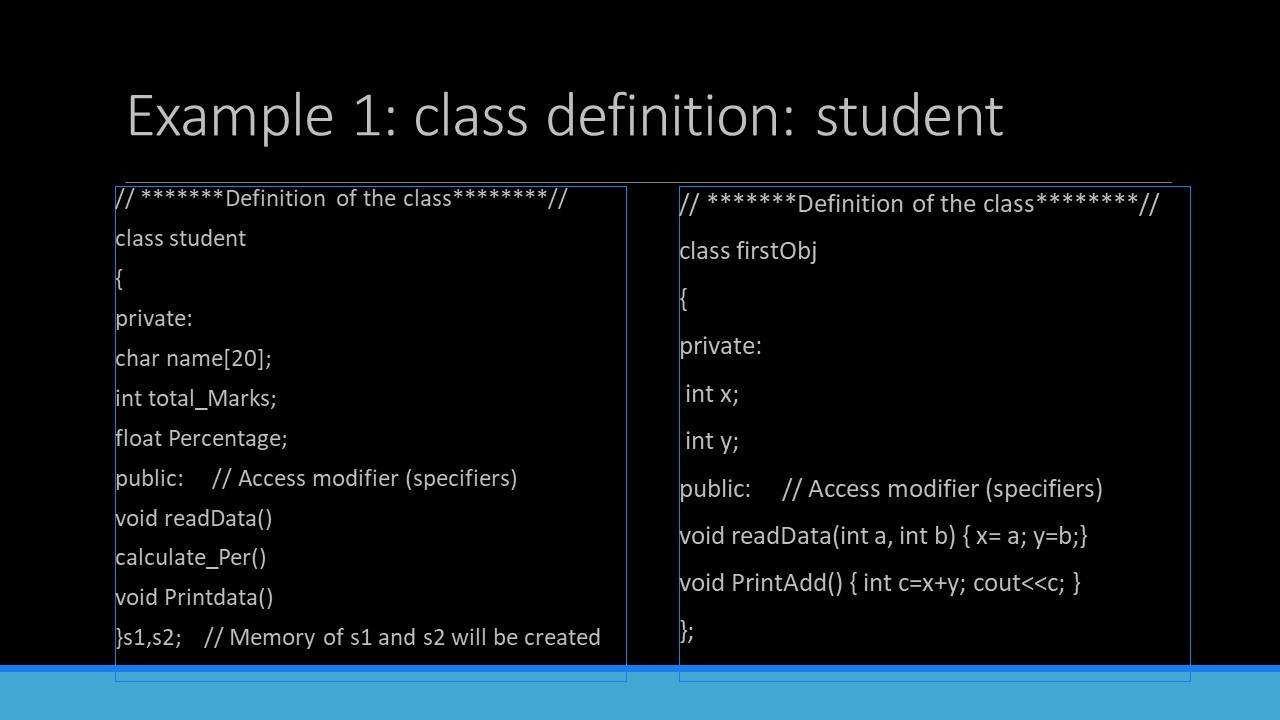 Example 1: class definition: student
// *******Definition of the class********//
class student
{
private:
char name[20];
int total_Marks;
float Percentage;
public:     // Access modifier (specifiers)
void readData()
calculate_Per()
void Printdata()
}s1,s2;    // Memory of s1 and s2 will be created
// *******Definition of the class********//
class firstObj
{
private:
 int x;
 int y;
public:     // Access modifier (specifiers)
void readData(int a, int b) { x= a; y=b;}
void PrintAdd() { int c=x+y; cout<<c; }
};